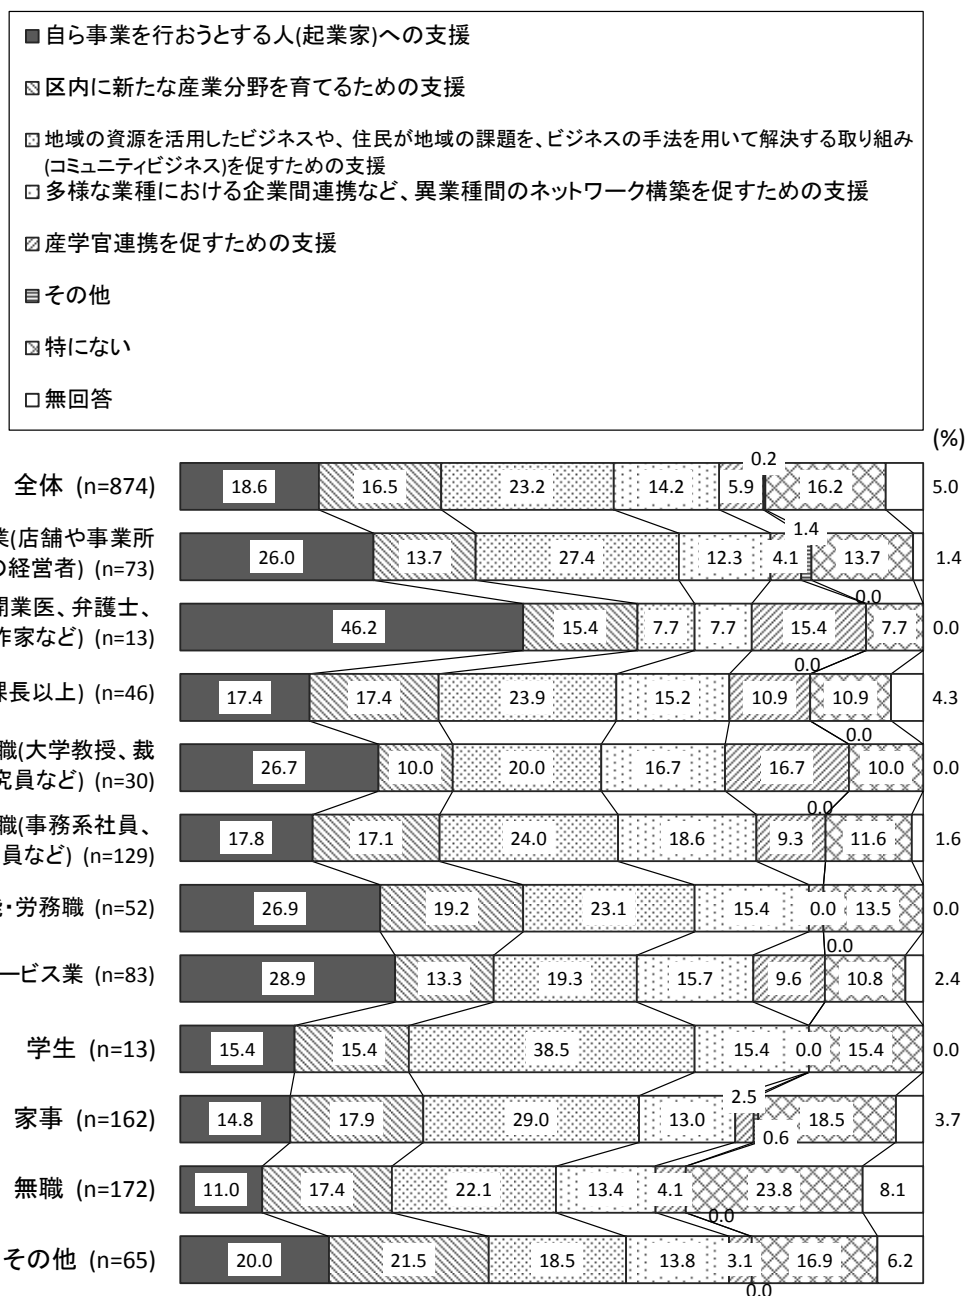 自ら事業を行おうとする人(起業家)への支援
区内に新たな産業分野を育てるための支援
地域の資源を活用したビジネスや、住民が地域の課題を、ビジネスの手法を用いて解決する取り組み
(コミュニティビジネス)を促すための支援
多様な業種における企業間連携など、異業種間のネットワーク構築を促すための支援
産学官連携を促すための支援
その他
特にない
無回答
(%)
全体 (n=874) 18.6 16.5 23.2 14.2 5.9 0.2 16.2 5.0
業(店舗や事業所
の経営者) (n=73) 26.0 13.7 27.4 12.3 4.1 1.4 13.7 1.4
開業医、弁護士、
作家など) (n=13) 46.2 15.4 7.7 7.7 15.4 0.0 7.7 0.0
課長以上) (n=46) 17.4 17.4 23.9 15.2 10.9 0.0 10.9 4.3
職(大学教授、裁
究員など) (n=30) 26.7 10.0 20.0 16.7 16.7 0.0 10.0 0.0
職(事務系社員、
員など) (n=129) 17.8 17.1 24.0 18.6 9.3 0.0 11.6 1.6
・労務職 (n=52) 26.9 19.2 23.1 15.4 0.0 13.5 0.0
ービス業 (n=83) 28.9 13.3 19.3 15.7 9.6 0.0 10.8 2.4
学生 (n=13) 15.4 15.4 38.5 15.4 0.0 15.4 0.0
家事 (n=162) 14.8 17.9 29.0 13.0 2.5 0.6 18.5 3.7
無職 (n=172) 11.0 17.4 22.1 13.4 4.1 0.0 23.8 8.1
その他 (n=65) 20.0 21.5 18.5 13.8 3.1 0.0 16.9 6.2